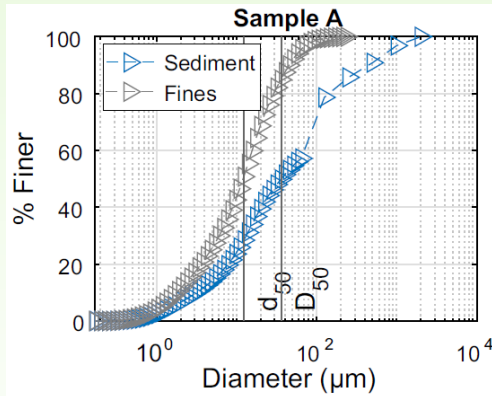 Sample A
100
80
60
40
20
0
% Finer
Sediment
Fines
d50
D50
10^0
10^2
10^4
Diameter (µm)